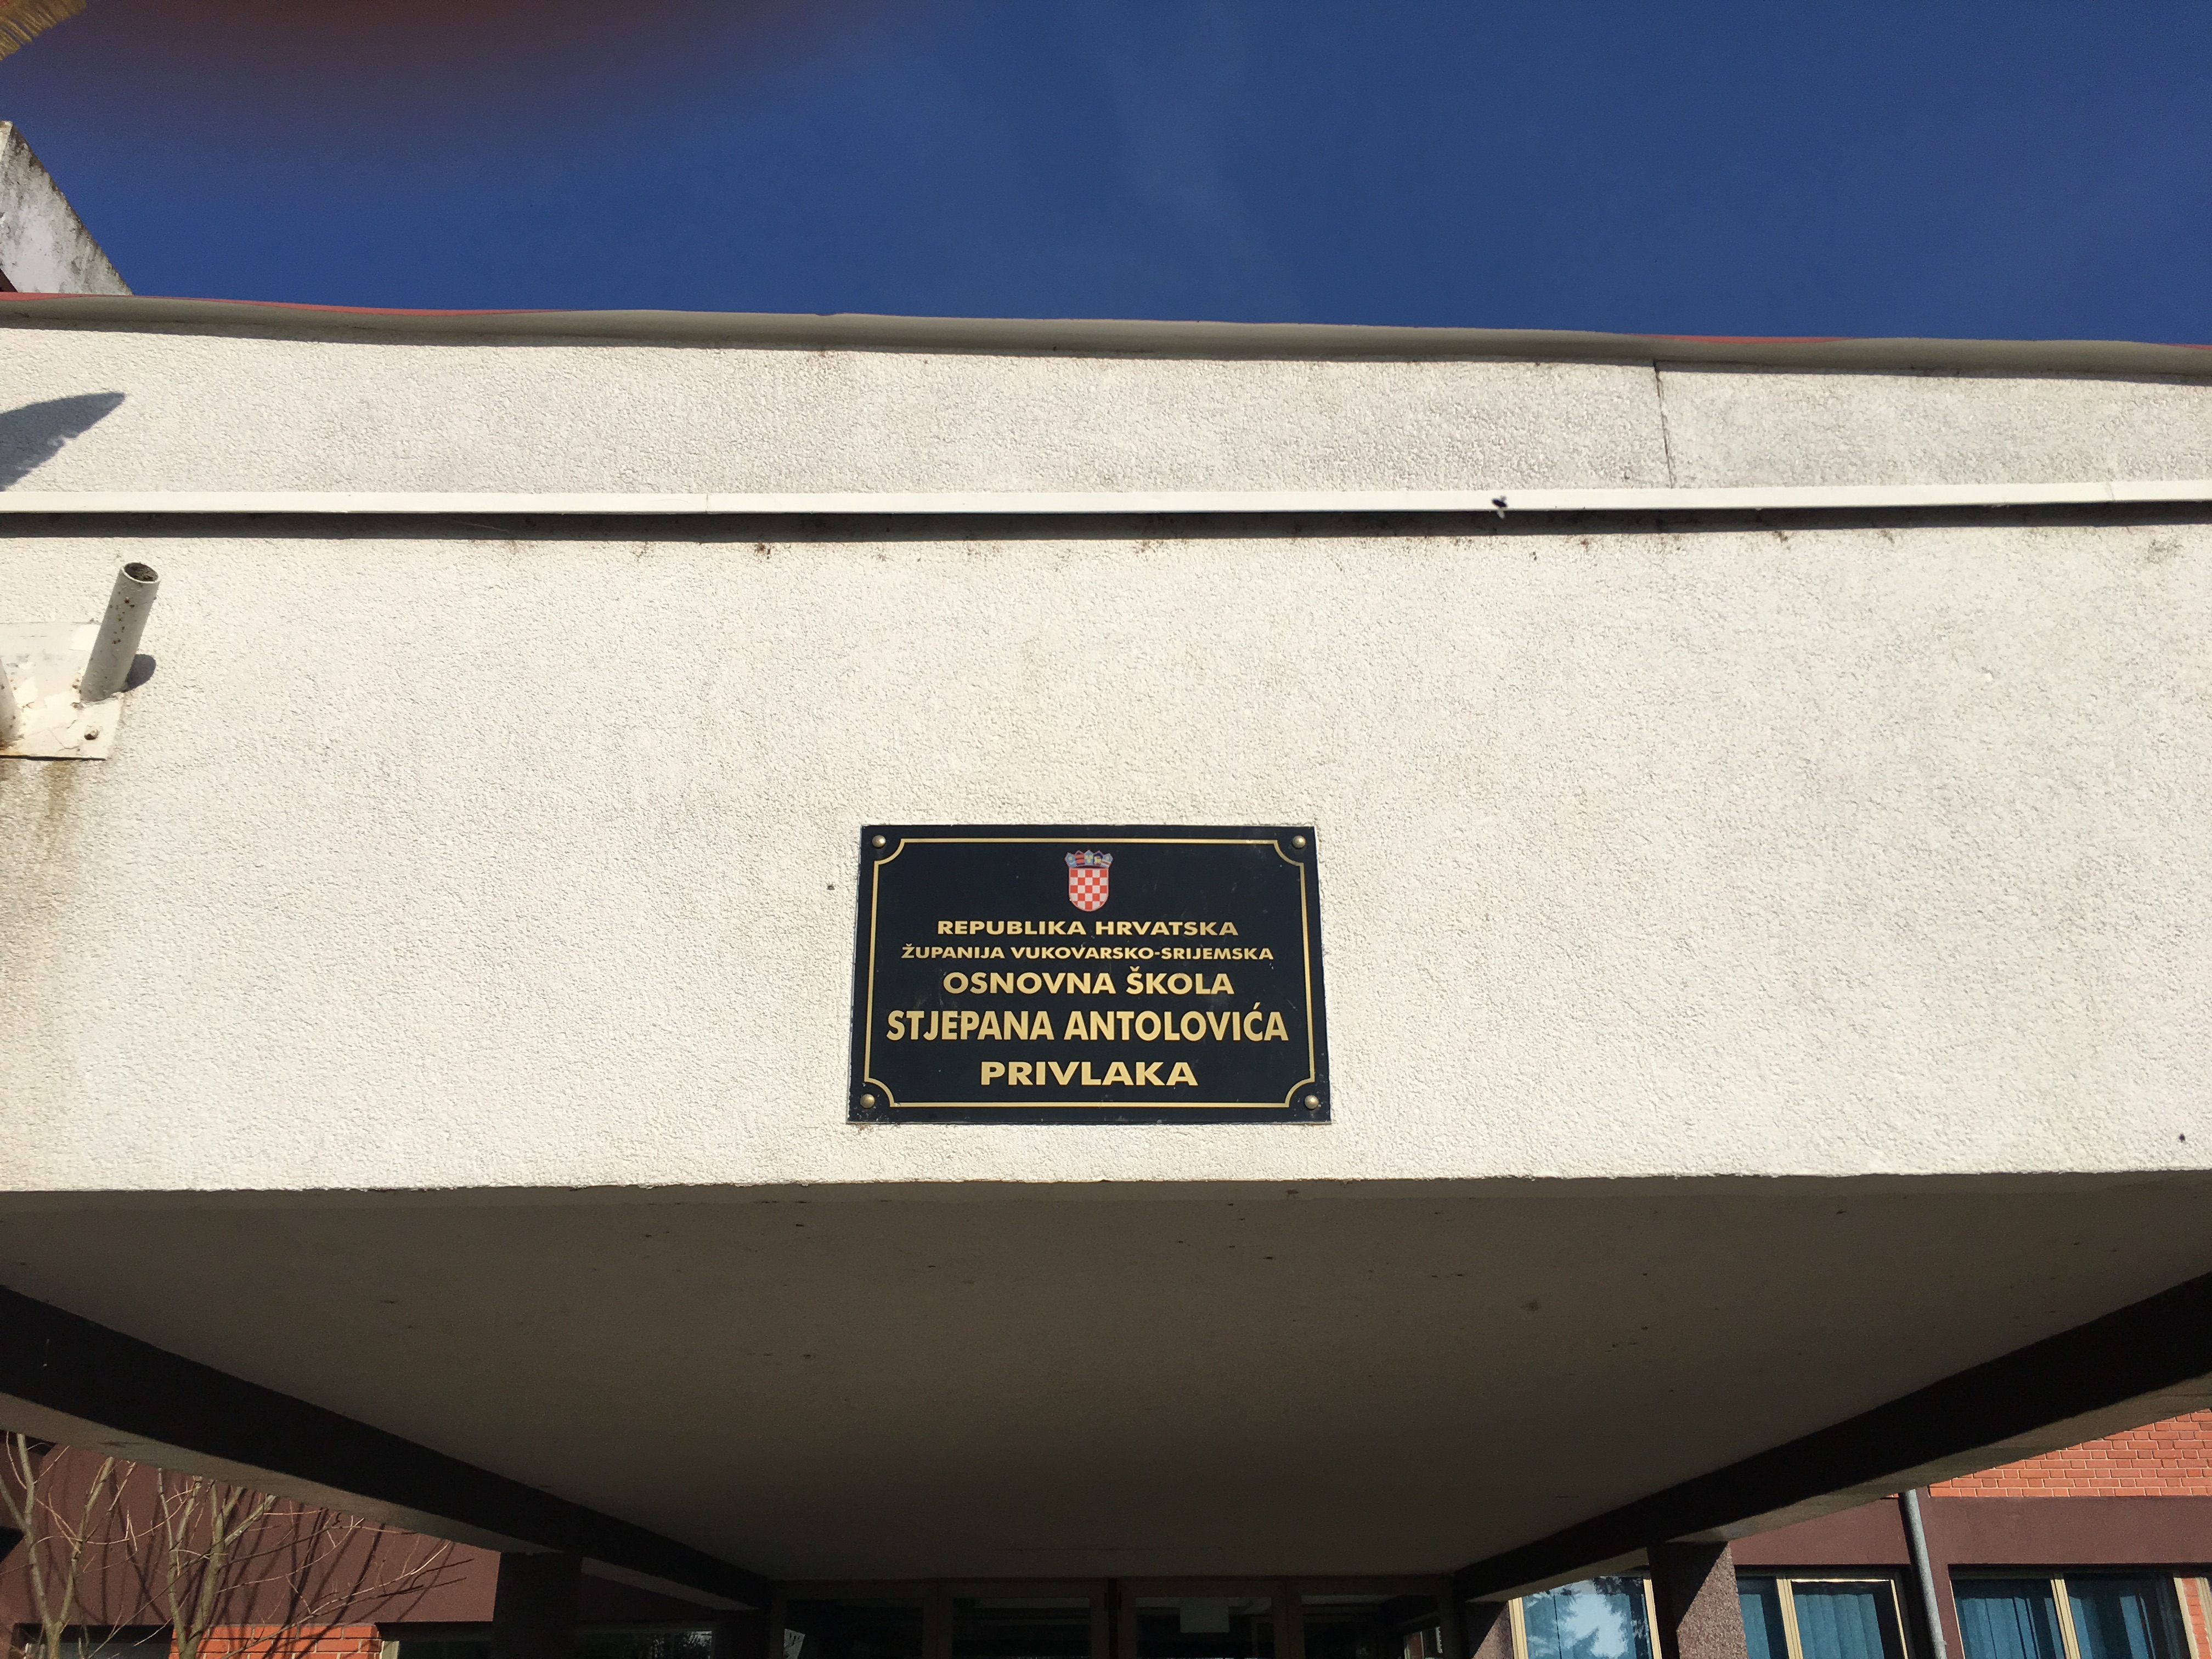 REPUBLIKA HRVATSKA
ŽUPANIJA VUKOVARSKO-SRIJEMSKA
OSNOVNA ŠKOLA
STJEPANA ANTOLOVIĆA
PRIVLAKA